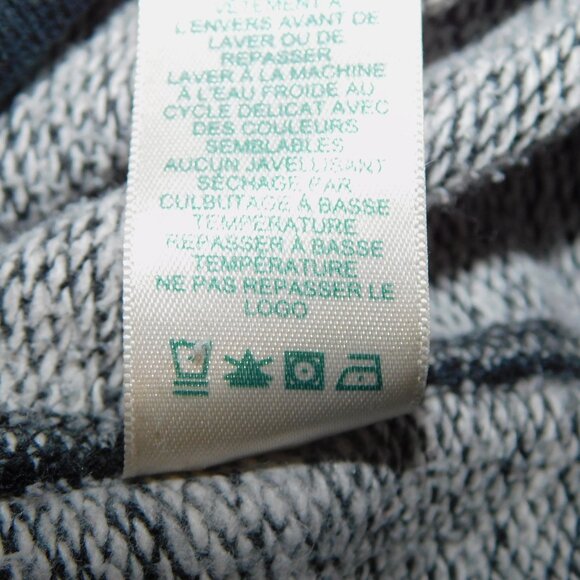 VÊTEMENT À
L'ENVERS AVANT DE
LAVER OU DE
REPASSER
LAVER À LA MACHINE
À L'EAU FROIDE AU
CYCLE DÉLICAT AVEC
DES COULEURS
SEMBLABLES
AUCUN JAVELLISANT
SÉCHAGE PAR
CULBUTAGE À BASSE
TEMPÉRATURE
REPASSER À BASSE
TEMPÉRATURE
NE PAS REPASSER LE
LOGO